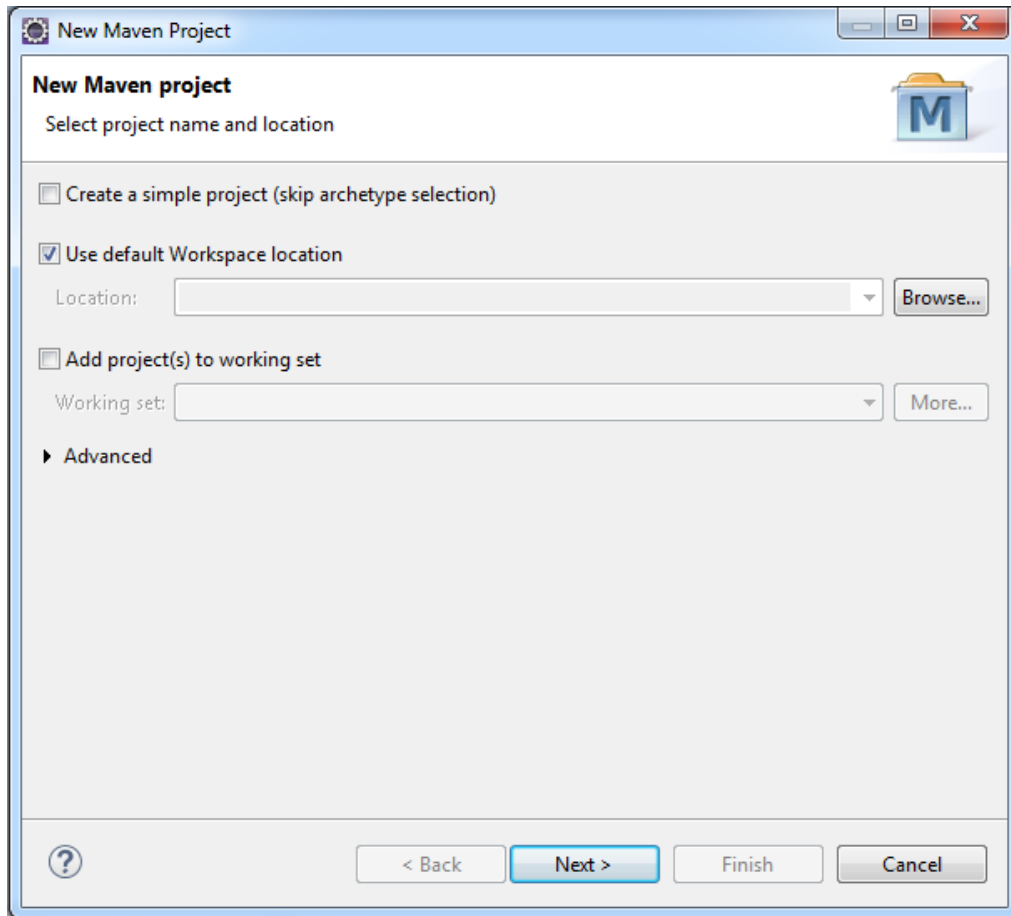 New Maven Project
New Maven project
Select project name and location
M
Create a simple project (skip archetype selection)
Use default Workspace location
Location:
Browse...
Add project(s) to working set
Working set:
More...
Advanced
?
< Back
Next >
Finish
Cancel